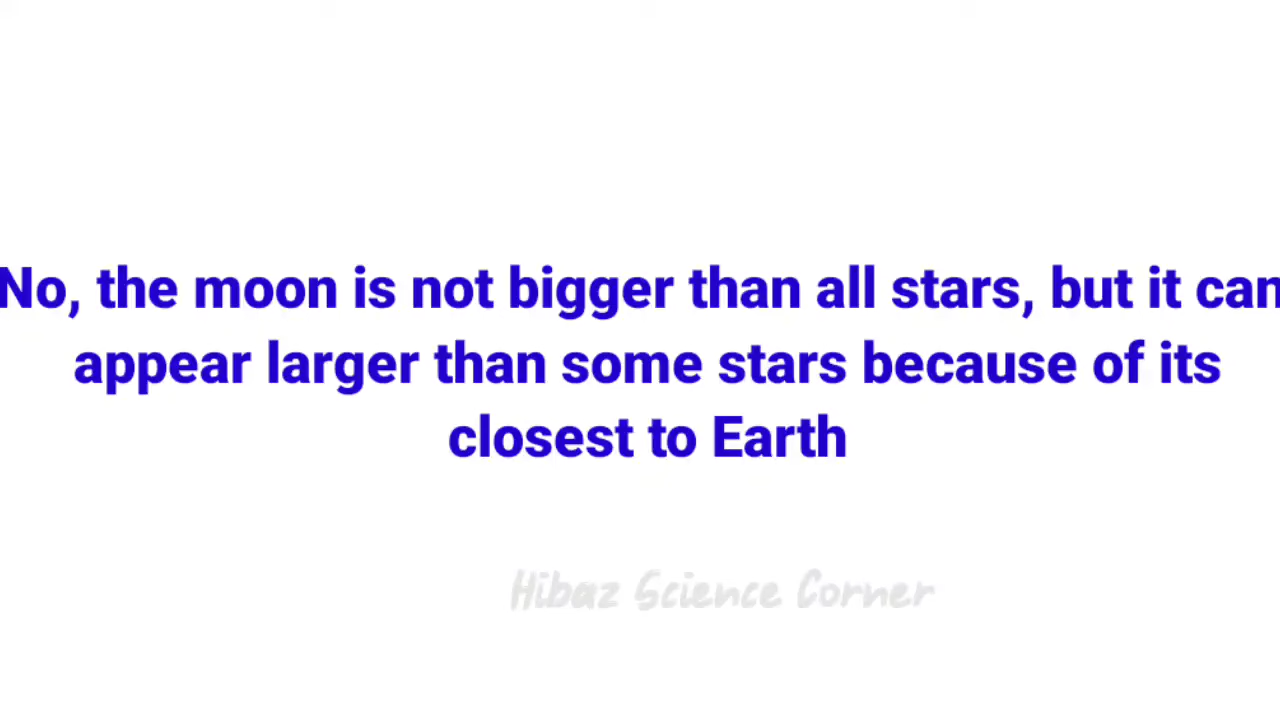 No, the moon is not bigger than all stars, but it can
appear larger than some stars because of its
closest to Earth
Hibaz Science Corner